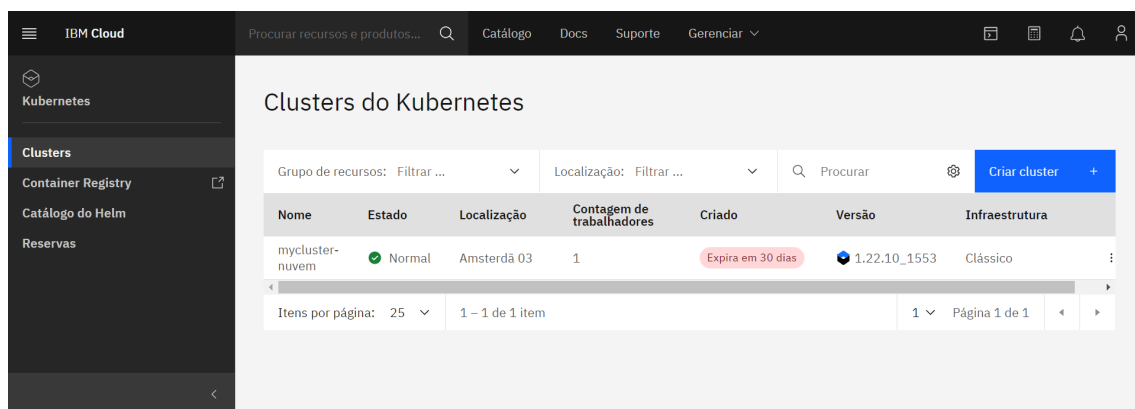 IBM Cloud
Procurar recursos e produtos...
Catálogo
Docs
Suporte
Gerenciar
Kubernetes
Clusters
Container Registry
Catálogo do Helm
Reservas
Clusters do Kubernetes
Grupo de recursos: Filtrar ...
Localização: Filtrar ...
Procurar
Criar cluster +
Nome
Estado
Localização
Contagem de
trabalhadores
Criado
Versão
Infraestrutura
mycluster-
nuvem
Normal
Amsterdã 03
1
Expira em 30 dias
1.22.10_1553
Clássico
Itens por página: 25
1 – 1 de 1 item
1
Página 1 de 1